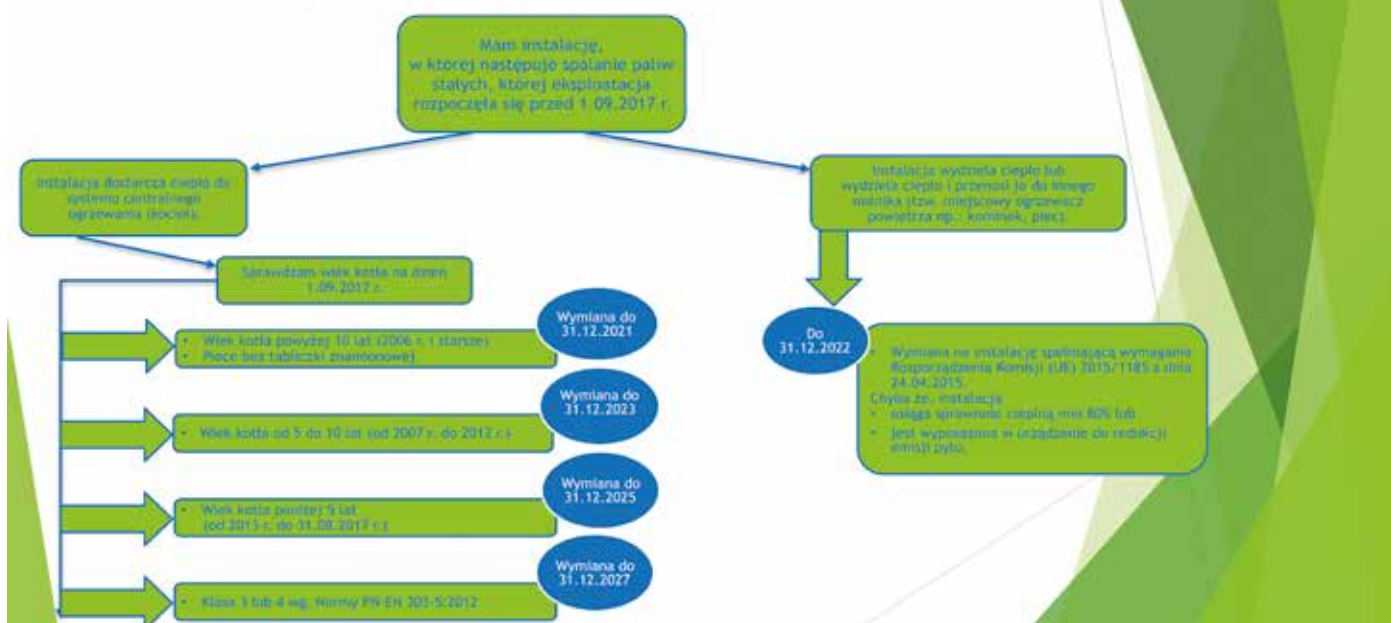 Mam instalację,
w której następuje spalanie paliw
stałych, której eksploatacja
rozpoczęła się przed 1.09.2017 r.
Instalacja dostarcza ciepło do
systemu centralnego
ogrzewania (kocioł).
Instalacja wydziela ciepło lub
wydziela ciepło i przenosi je do innego
nośnika (tzw. miejscowy ogrzewacz
powietrza np.: kominek, piec).
Sprawdzam wiek kotła na dzień
1.09.2017 r.
Wymiana do
31.12.2021
• Wiek kotła powyżej 10 lat (2006 r. i starsze)
• Piece bez tabliczki znamionowej
Wymiana do
31.12.2023
• Wiek kotła od 5 do 10 lat (od 2007 r. do 2012 r.)
Wymiana do
31.12.2025
• Wiek kotła poniżej 5 lat
(od 2013 r. do 31.08.2017 r.)
Wymiana do
31.12.2027
• Klasa 3 lub 4 wg. Normy PN-EN 303-5:2012
Do
31.12.2022
• Wymiana na instalację spełniającą wymagania
Rozporządzenia Komisji (UE) 2015/1185 z dnia
24.04.2015.
Chyba że, instalacja
• osiąga sprawność cieplną min 80% lub
• jest wyposażona w urządzenie do redukcji
emisji pyłu.